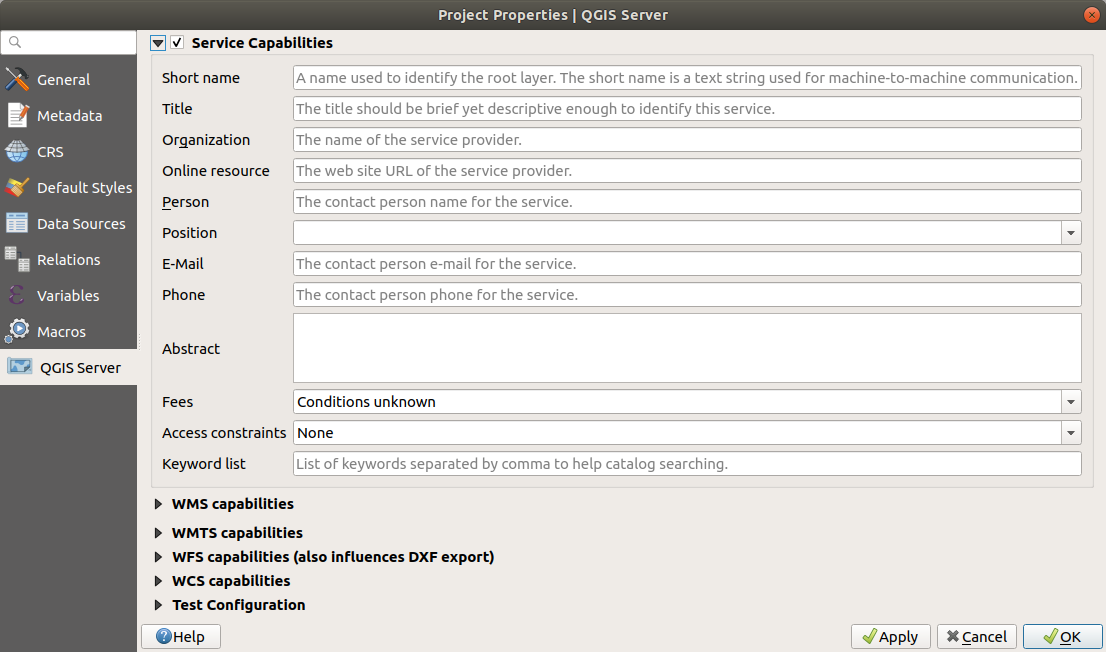 Project Properties | QGIS Server
General
Metadata
CRS
Default Styles
Data Sources
Relations
Variables
Macros
QGIS Server
Service Capabilities
Short name A name used to identify the root layer. The short name is a text string used for machine-to-machine communication.
Title The title should be brief yet descriptive enough to identify this service.
Organization The name of the service provider.
Online resource The web site URL of the service provider.
Person The contact person name for the service.
Position
E-Mail The contact person e-mail for the service.
Phone The contact person phone for the service.
Abstract
Fees Conditions unknown
Access constraints None
Keyword list List of keywords separated by comma to help catalog searching.
WMS capabilities
WMTS capabilities
WFS capabilities (also influences DXF export)
WCS capabilities
Test Configuration
Help Apply Cancel OK